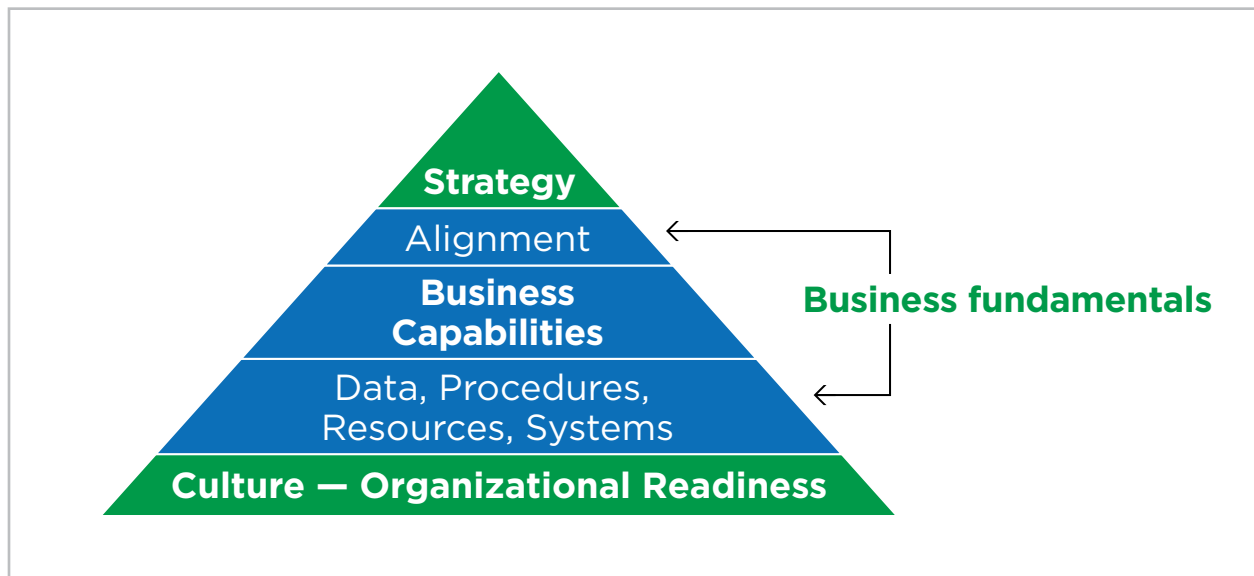 Strategy
Alignment
Business
Capabilities
Business fundamentals
Data, Procedures,
Resources, Systems
Culture — Organizational Readiness